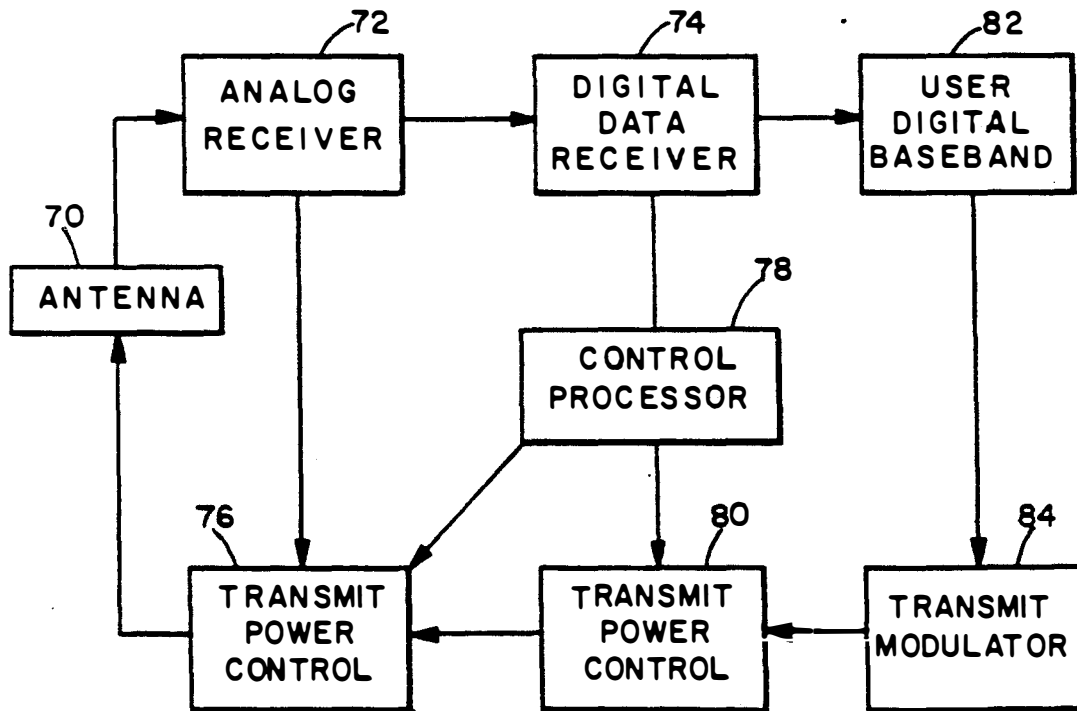 72
74
82
ANALOG
RECEIVER
DIGITAL
DATA
RECEIVER
USER
DIGITAL
BASEBAND
70
ANTENNA
78
CONTROL
PROCESSOR
76
80
84
TRANSMIT
POWER
CONTROL
TRANSMIT
POWER
CONTROL
TRANSMIT
MODULATOR